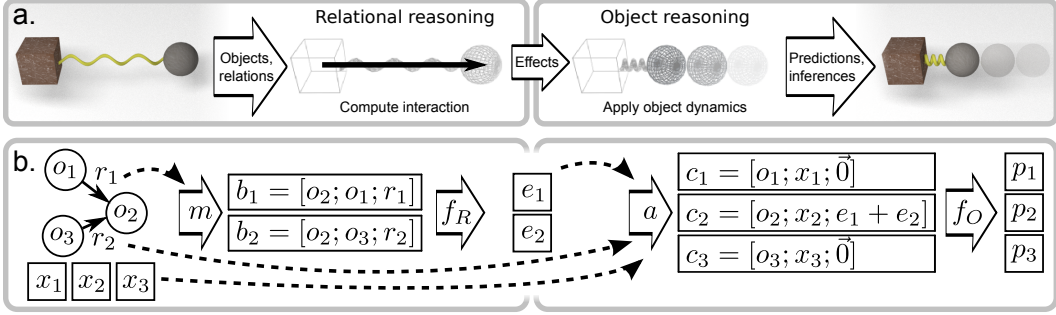 a.
Relational reasoning
Object reasoning
Objects,
relations
Compute interaction
Effects
Apply object dynamics
Predictions,
inferences
b.
o₁
r₁
o₂
o₃
r₂
x₁ x₂ x₃
m
b₁ = [o₂; o₁; r₁]
b₂ = [o₂; o₃; r₂]
f_R
e₁
e₂
a
c₁ = [o₁; x₁; 0⃗]
c₂ = [o₂; x₂; e₁ + e₂]
c₃ = [o₃; x₃; 0⃗]
f_O
p₁
p₂
p₃